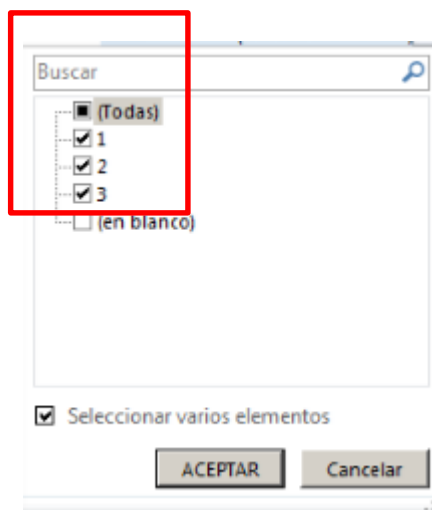 Buscar
(Todas)
1
2
3
(en blanco)
Seleccionar varios elementos
ACEPTAR Cancelar